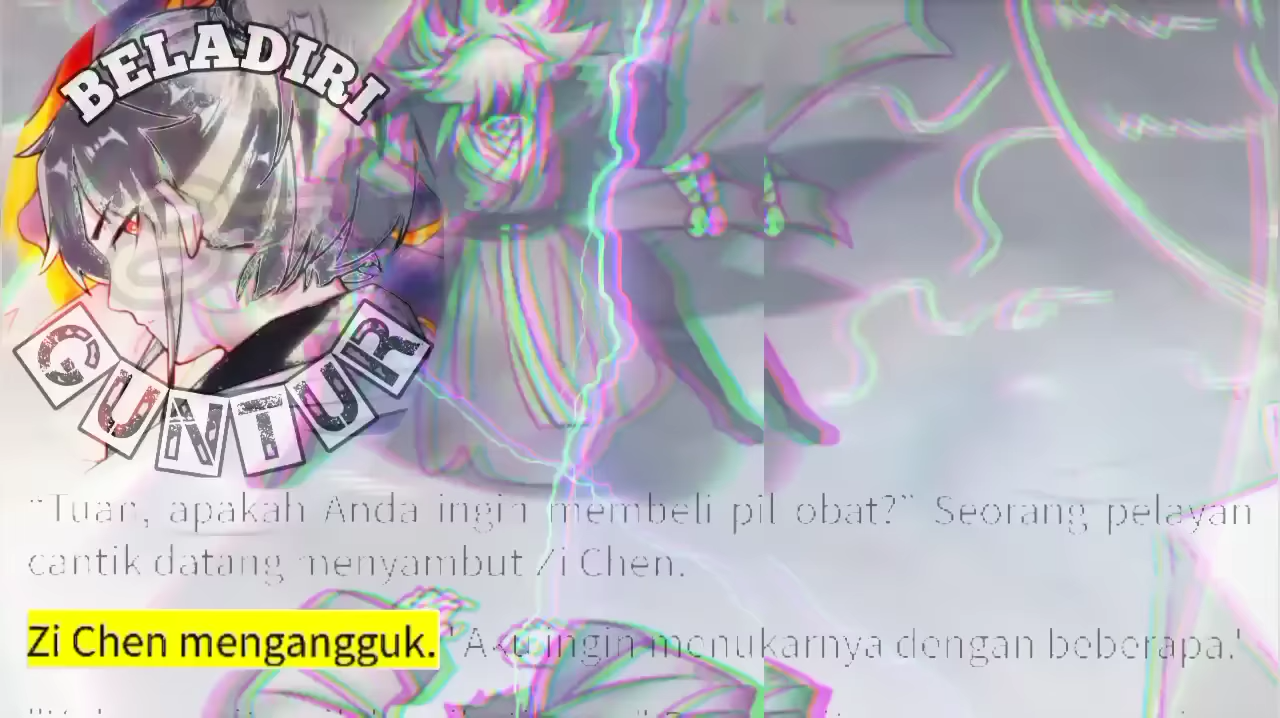 BELADIRI
GUNTUR
"Tuan, apakah Anda ingin membeli pil obat?" Seorang pelayan
cantik datang menyambut Zi Chen.
Zi Chen mengangguk. "Aku ingin menukarnya dengan beberapa."